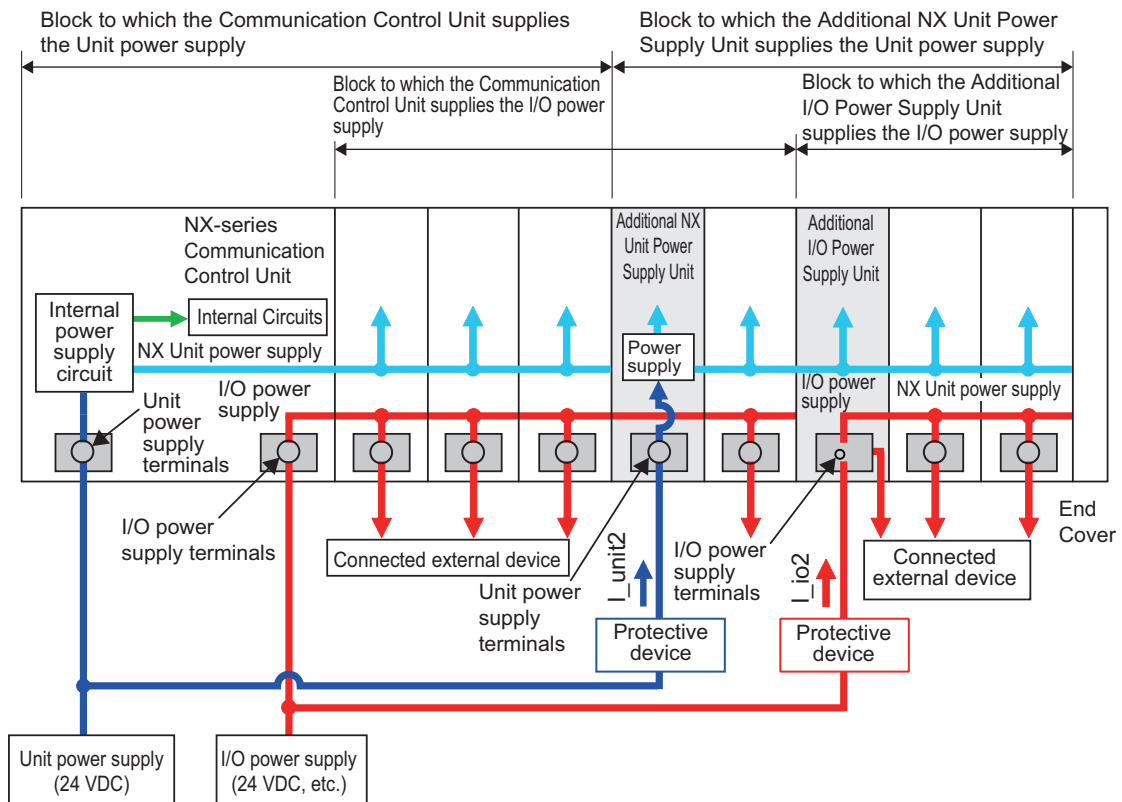 Block to which the Communication Control Unit supplies
the Unit power supply
Block to which the Additional NX Unit Power
Supply Unit supplies the Unit power supply
Block to which the Communication
Control Unit supplies the I/O power
supply
Block to which the Additional
I/O Power Supply Unit
supplies the I/O power supply
NX-series
Communication
Control Unit
Additional NX
Unit Power
Supply Unit
Additional
I/O Power
Supply Unit
Internal
power
supply
circuit
Internal Circuits
NX Unit power supply
Power
supply
I/O power
supply
I/O power
supply
NX Unit power supply
Unit
power
supply
terminals
I/O power
supply terminals
Connected external device
Unit power
supply
terminals
I_unit2
I/O power
supply
terminals
I_io2
Connected
external device
End
Cover
Protective
device
Protective
device
Unit power supply
(24 VDC)
I/O power supply
(24 VDC, etc.)